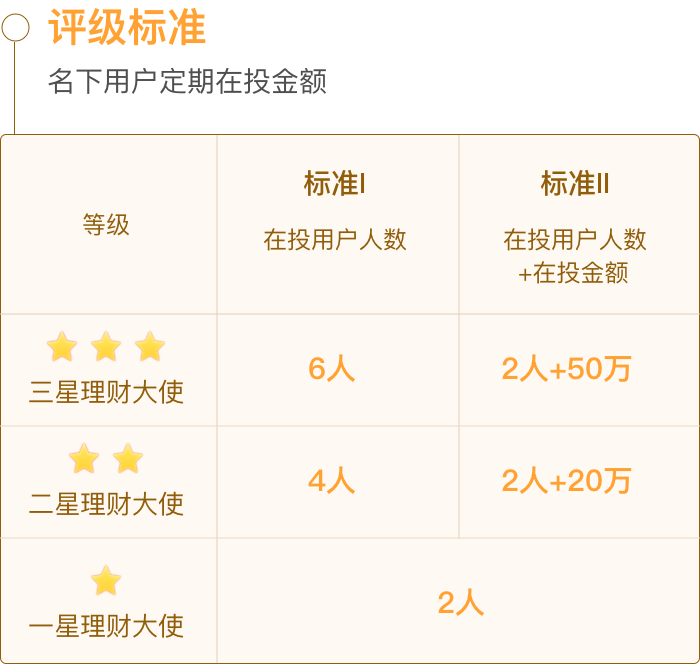 评级标准
名下用户定期在投金额
等级
标准I
在投用户人数
标准II
在投用户人数
+在投金额
三星理财大使
6人
2人+50万
二星理财大使
4人
2人+20万
一星理财大使
2人